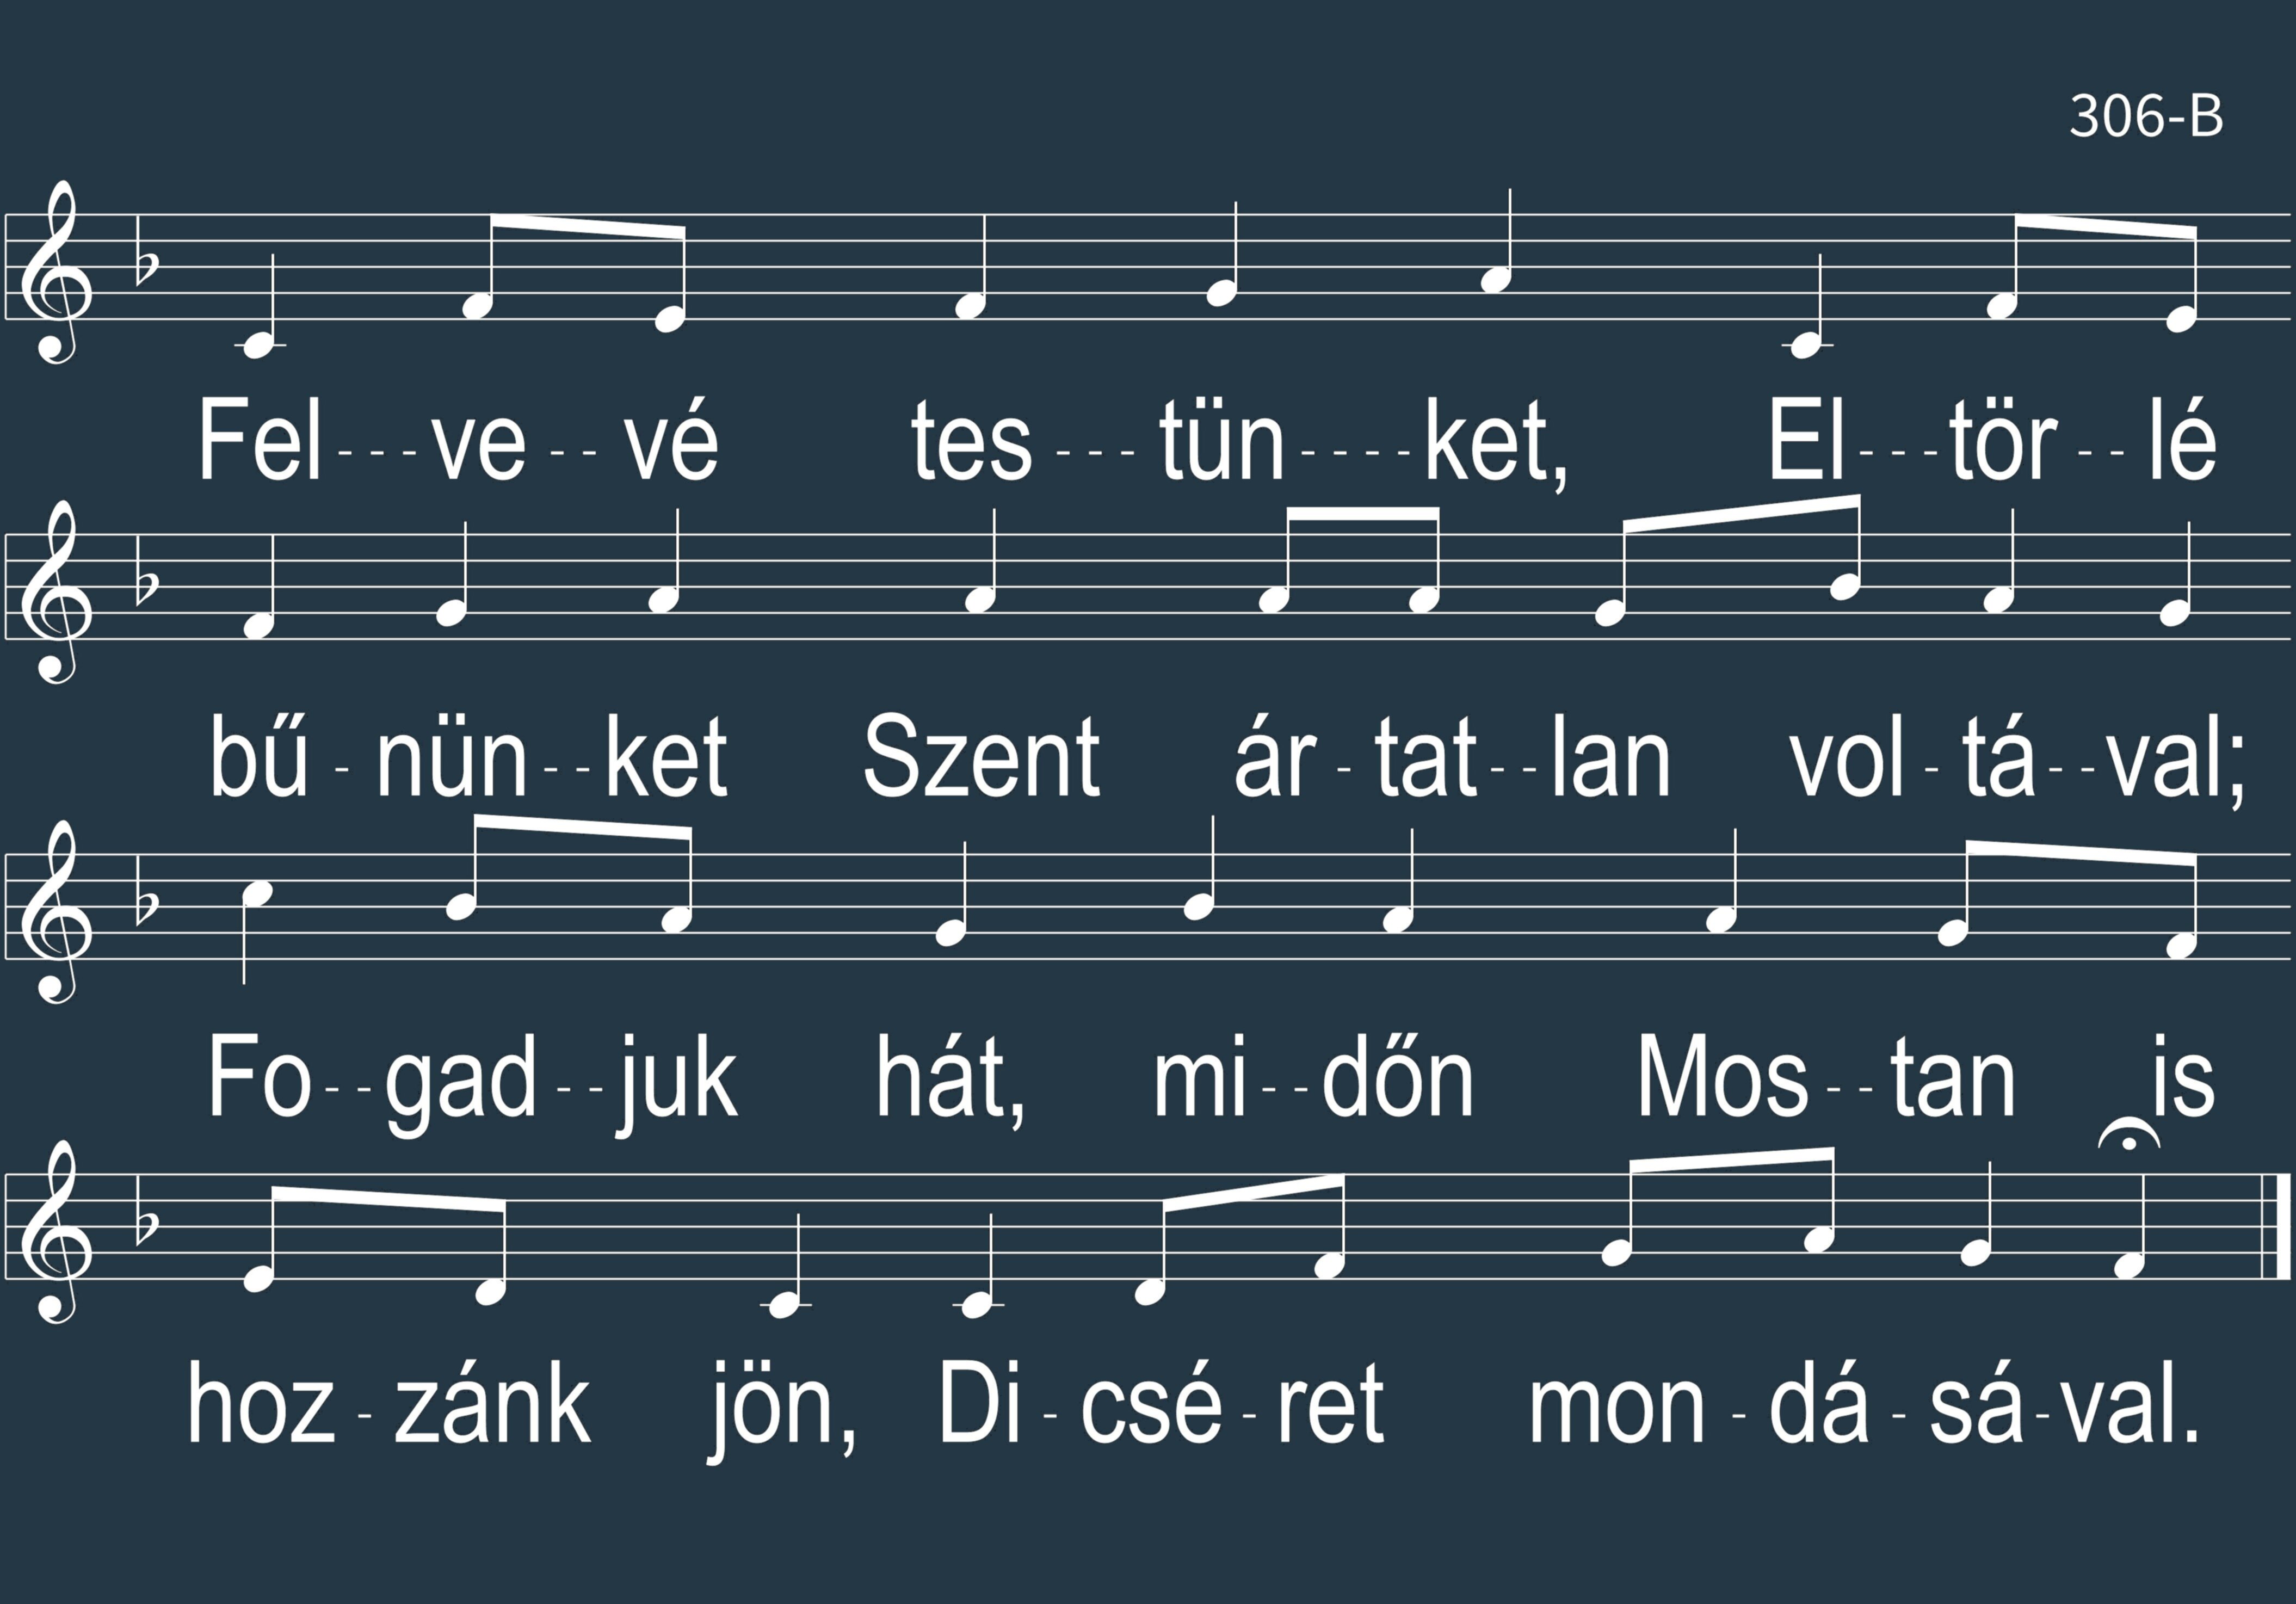 306-B
Fel---ve--vé tes---tün----ket, El---tör--lé
bű-nün--ket Szent ár-tat--lan vol-tá--val;
Fo--gad--juk hát, mi--dőn Mos--tan is
hoz-zánk jön, Di-csé-ret mon-dá-sá-val.